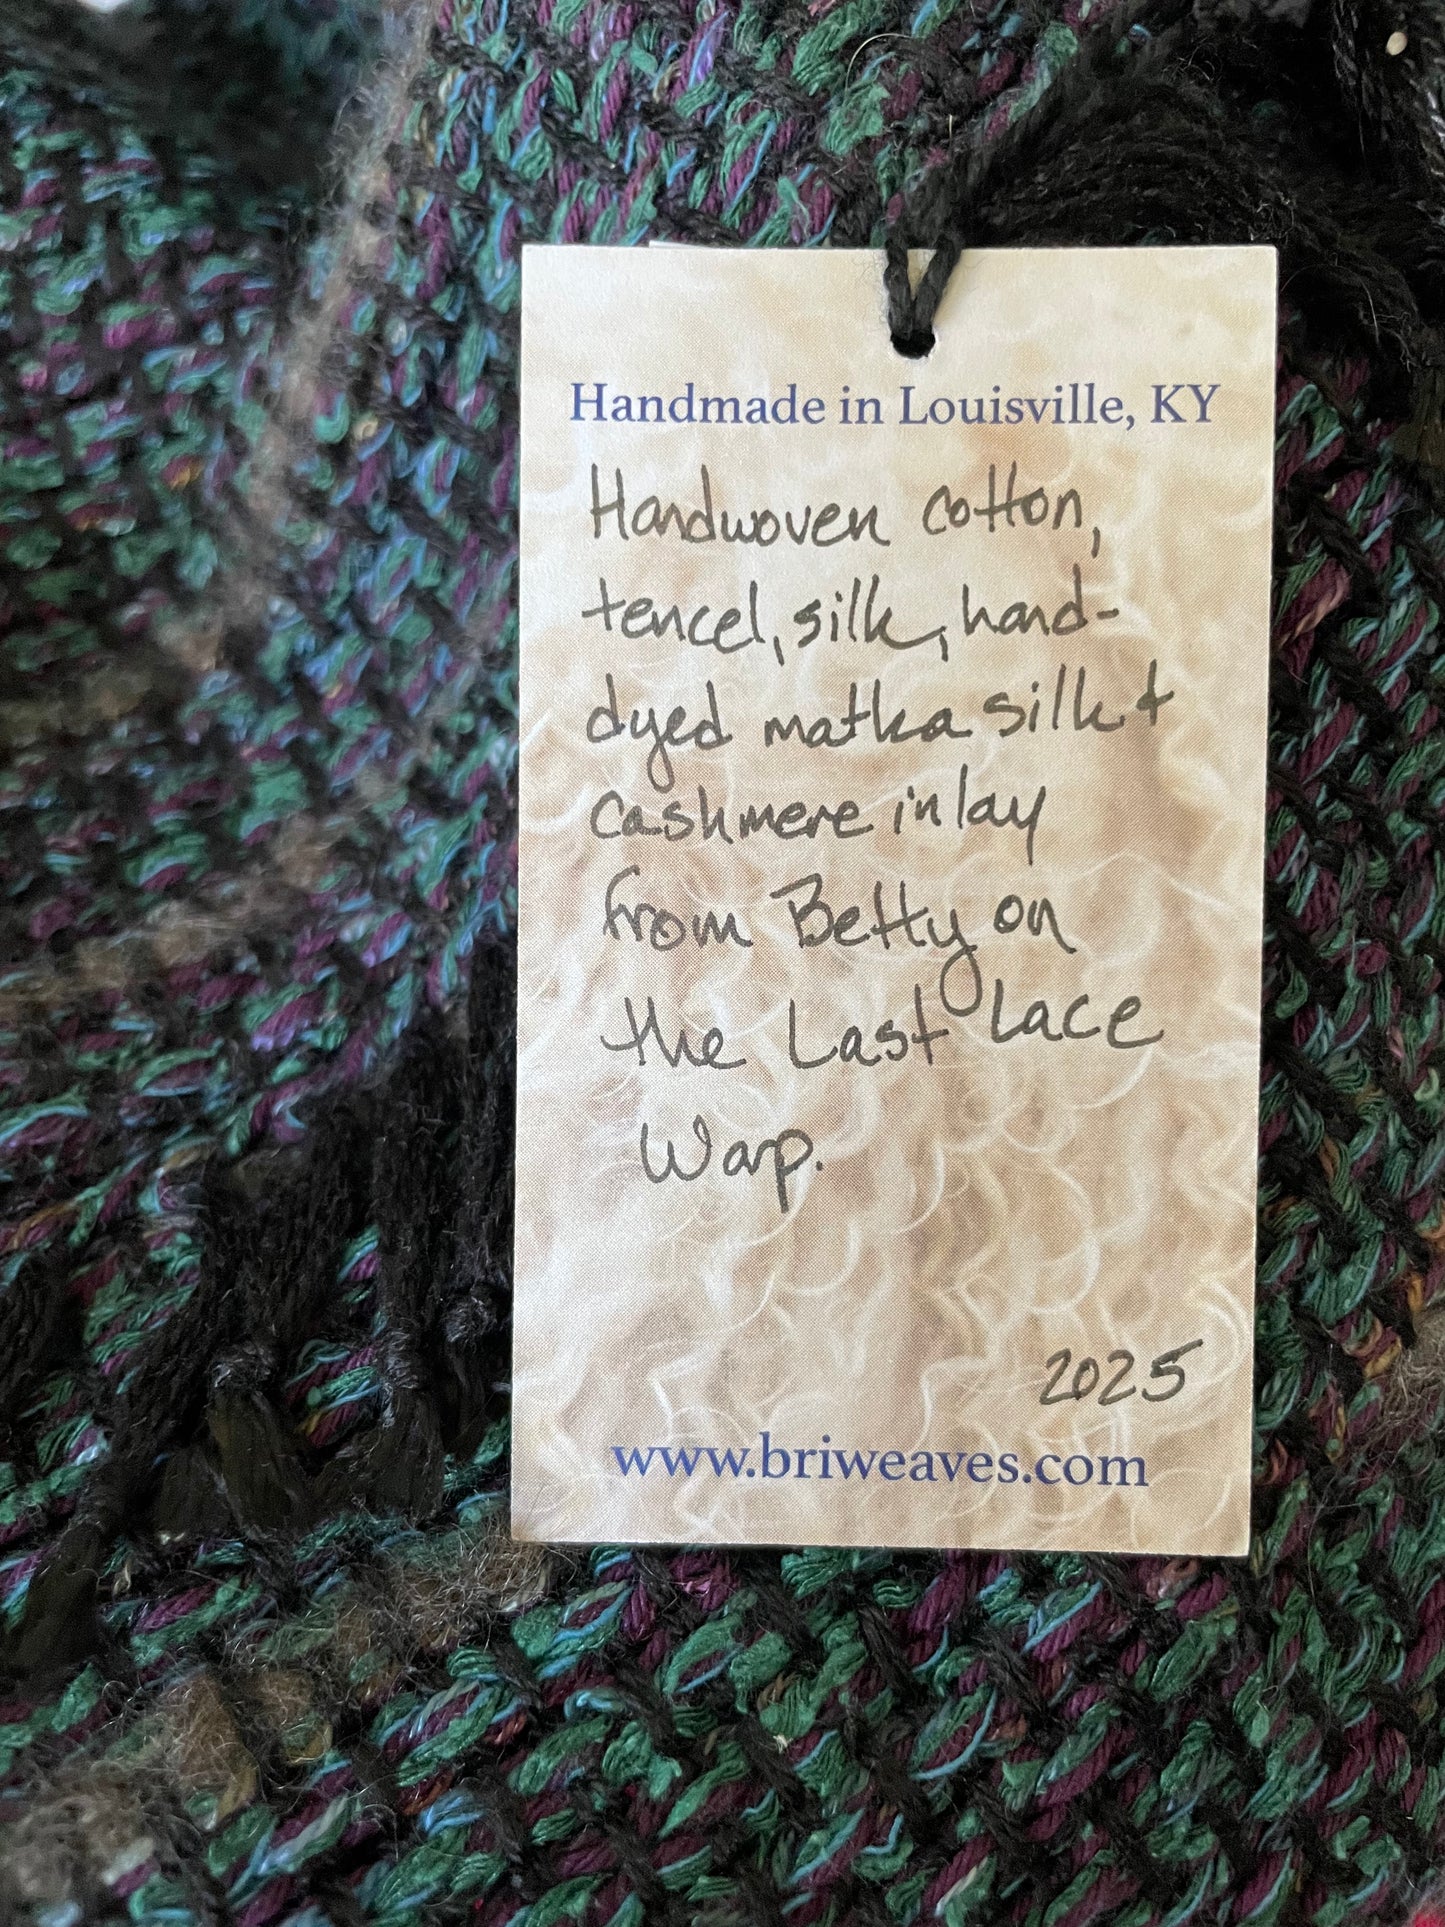 Handmade in Louisville, KY
Handwoven cotton,
tencel, silk, hand-
dyed matka silk &
cashmere inlay
from Betty on
the Last Lace
Warp.
2025
www.briweaves.com